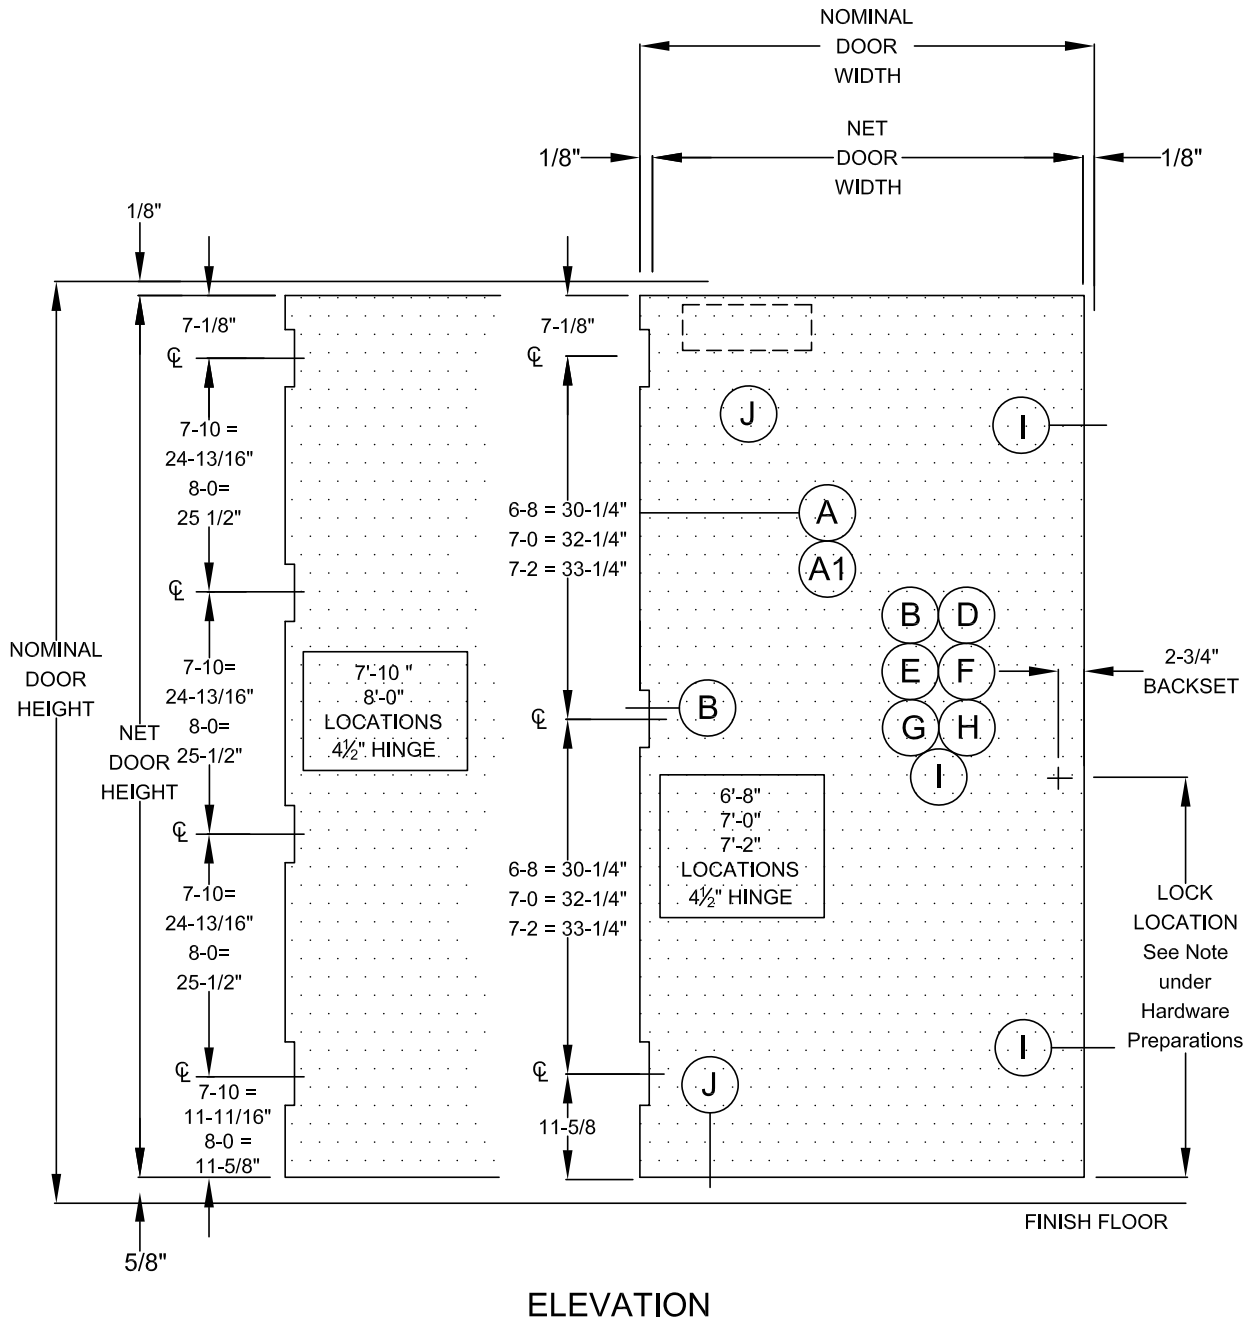 NOMINAL
DOOR
WIDTH
NET
DOOR
WIDTH
1/8"
1/8"
1/8"
7-1/8"
7-1/8"
℄
℄
J
I
7-10 =
24-13/16"
8-0=
25 1/2"
6-8 = 30-1/4"
7-0 = 32-1/4"
7-2 = 33-1/4"
A
A1
℄
B
D
E
F
G
H
I
2-3/4"
BACKSET
NOMINAL
DOOR
HEIGHT
NET
DOOR
HEIGHT
7-10=
24-13/16"
8-0=
25-1/2"
7'-10 "
8'-0"
LOCATIONS
4½" HINGE
℄
B
6'-8"
7'-0"
7'-2"
LOCATIONS
4½" HINGE
℄
7-10=
24-13/16"
8-0=
25-1/2"
6-8 = 30-1/4"
7-0 = 32-1/4"
7-2 = 33-1/4"
LOCK
LOCATION
See Note
under
Hardware
Preparations
℄
℄
J
I
7-10 =
11-11/16"
8-0 =
11-5/8"
11-5/8
FINISH FLOOR
5/8"
ELEVATION